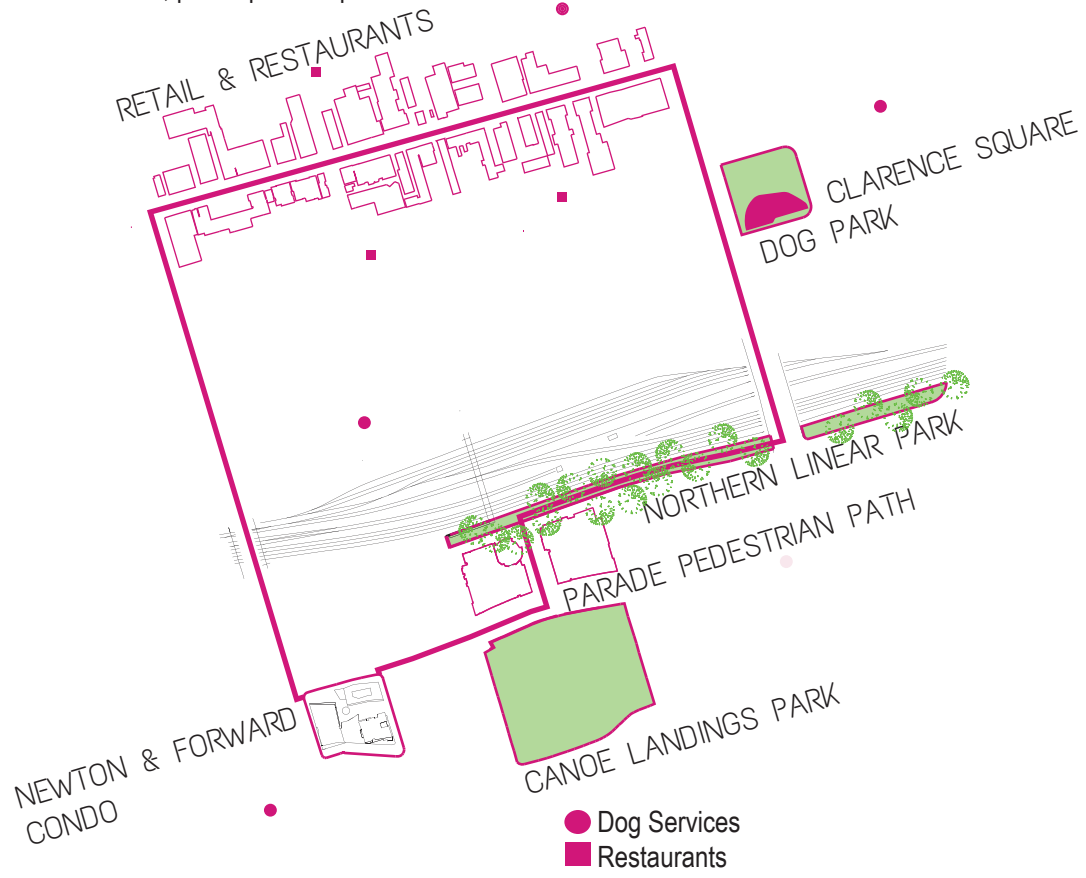 RETAIL & RESTAURANTS
CLARENCE SQUARE
DOG PARK
NORTHERN LINEAR PARK
PARADE PEDESTRIAN PATH
CANOE LANDINGS PARK
NEWTON & FORWARD
CONDO
Dog Services
Restaurants